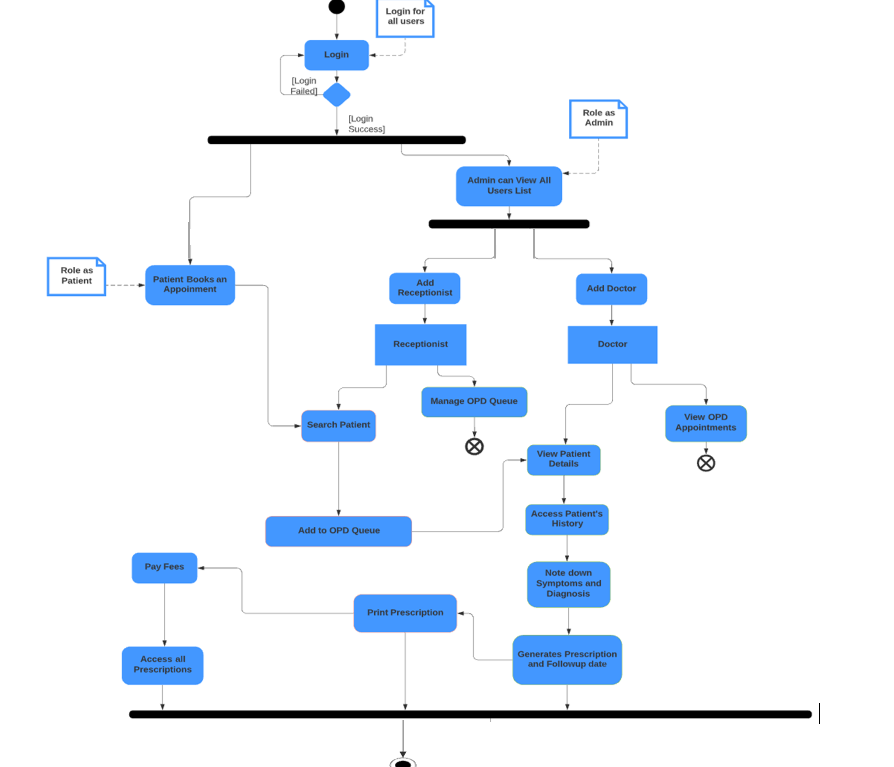 Login for
all users
Login
[Login
Failed]
[Login
Success]
Role as
Admin
Admin can View All
Users List
Role as
Patient
Patient Books an
Appoinment
Add
Receptionist
Add Doctor
Receptionist
Doctor
Manage OPD Queue
Search Patient
View OPD
Appointments
View Patient
Details
Access Patient's
History
Add to OPD Queue
Pay Fees
Note down
Symptoms and
Diagnosis
Print Prescription
Generates Prescription
and Followup date
Access all
Prescriptions